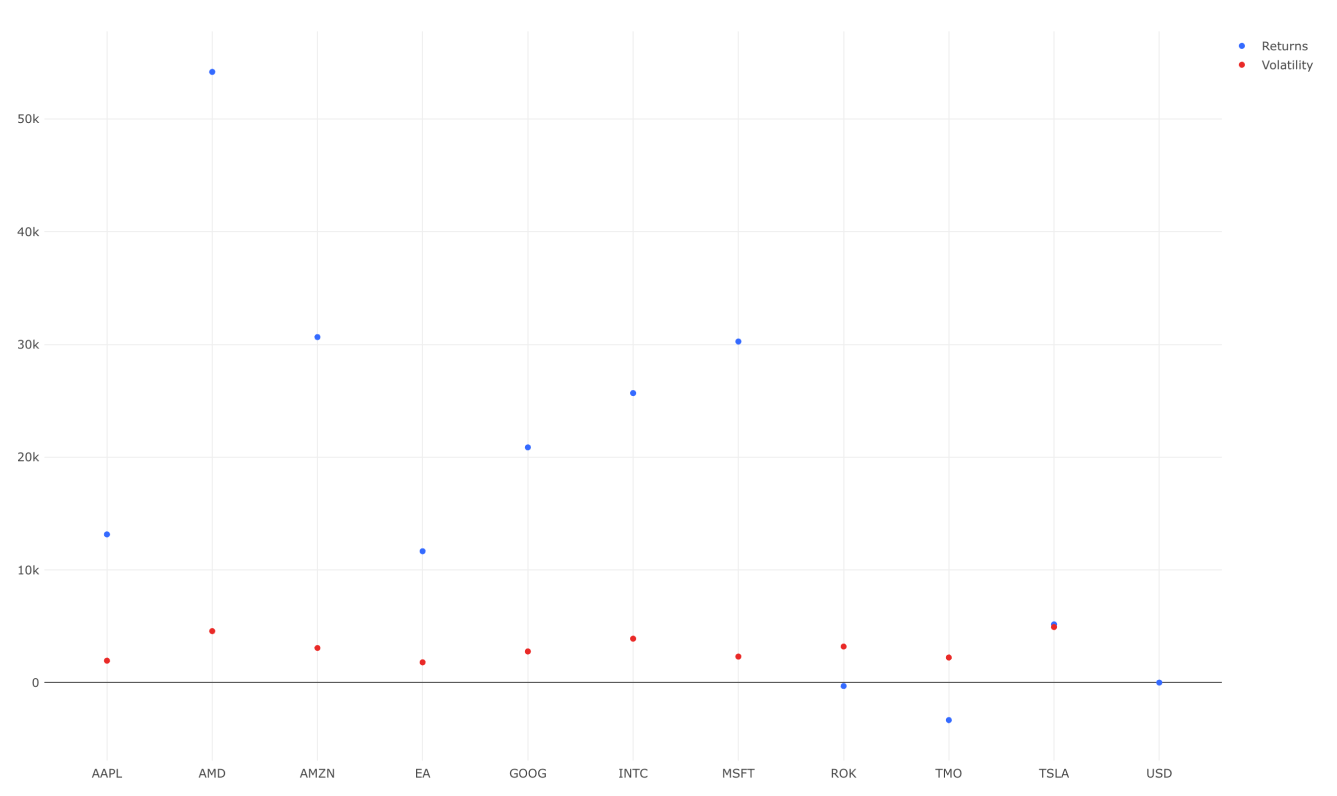 Returns
Volatility
50k
40k
30k
20k
10k
0
AAPL AMD AMZN EA GOOG INTC MSFT ROK TMO TSLA USD